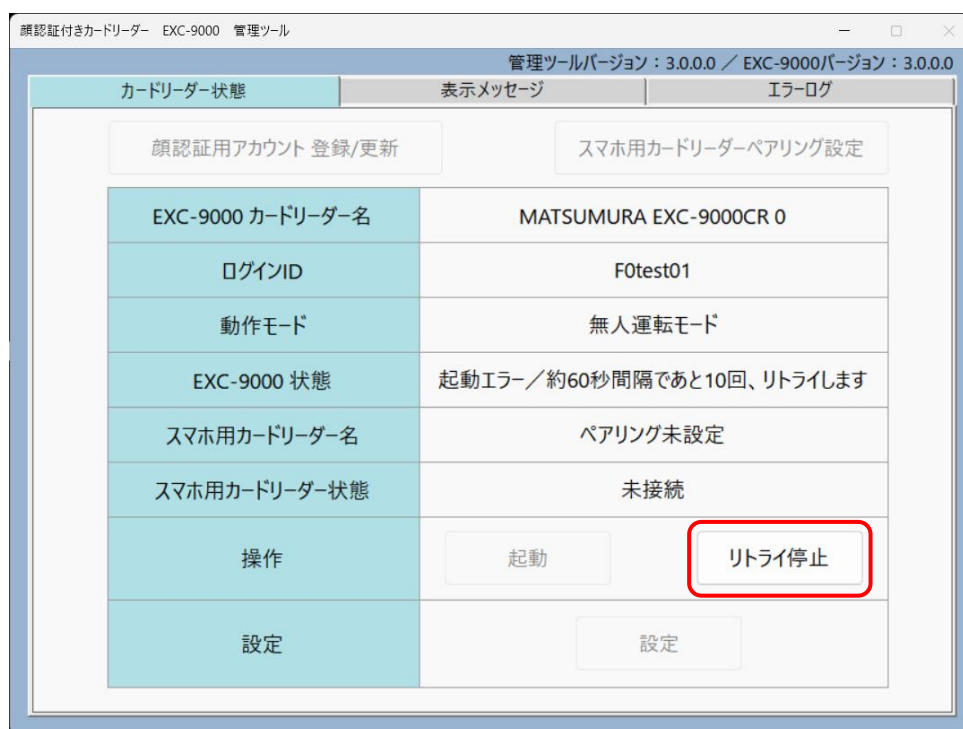 顔認証付きカードリーダー EXC-9000 管理ツール
管理ツールバージョン：3.0.0.0 ／ EXC-9000バージョン：3.0.0.0
カードリーダー状態 表示メッセージ エラーログ
顔認証用アカウント 登録/更新 スマホ用カードリーダーペアリング設定
EXC-9000 カードリーダー名 MATSUMURA EXC-9000CR 0
ログインID F0test01
動作モード 無人運転モード
EXC-9000 状態 起動エラー／約60秒間隔であと10回、リトライします
スマホ用カードリーダー名 ペアリング未設定
スマホ用カードリーダー状態 未接続
操作 起動 リトライ停止
設定 設定